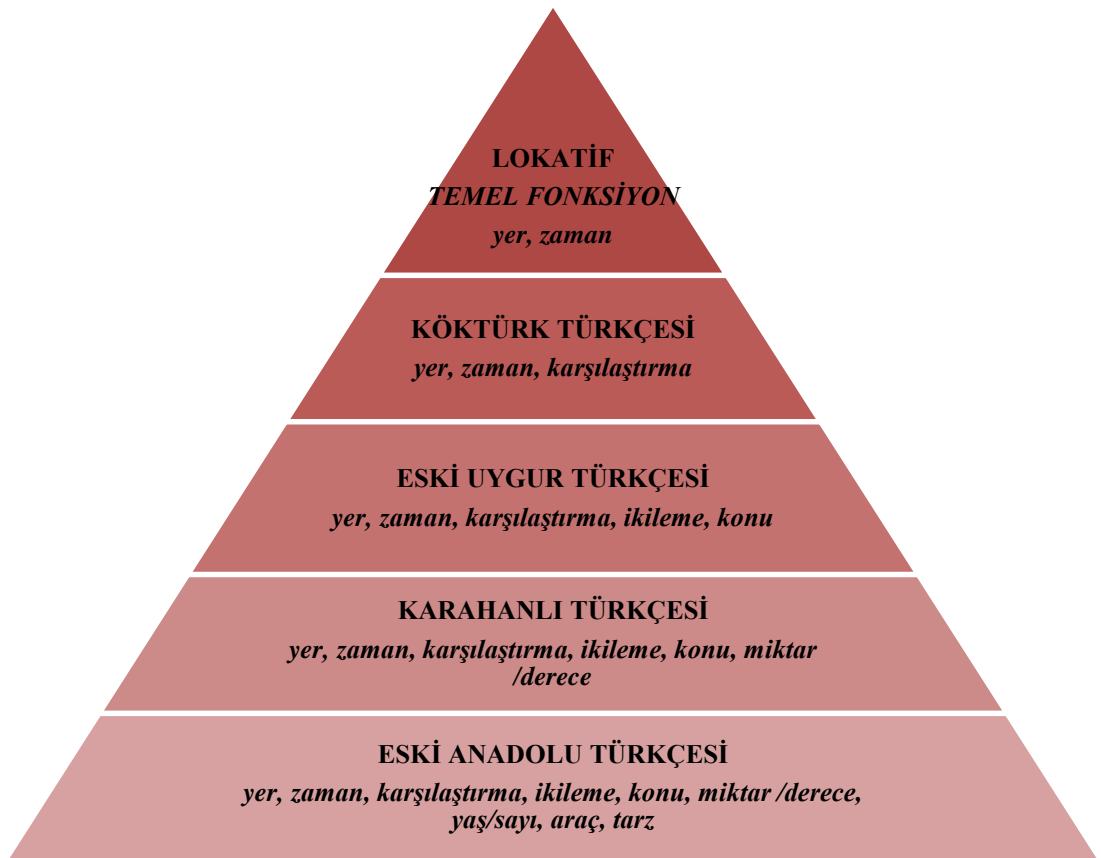 LOKATİF
TEMEL FONKSİYON
yer, zaman
KÖKTÜRK TÜRKÇESİ
yer, zaman, karşılaştırma
ESKİ UYGUR TÜRKÇESİ
yer, zaman, karşılaştırma, ikileme, konu
KARAHANLI TÜRKÇESİ
yer, zaman, karşılaştırma, ikileme, konu, miktar
/derece
ESKİ ANADOLU TÜRKÇESİ
yer, zaman, karşılaştırma, ikileme, konu, miktar /derece,
yaş/sayı, araç, tarz